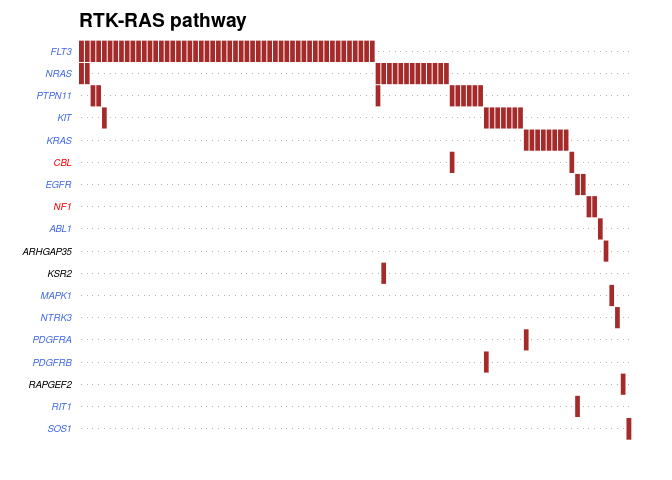 RTK-RAS pathway
FLT3
NRAS
PTPN11
KIT
KRAS
CBL
EGFR
NF1
ABL1
ARHGAP35
KSR2
MAPK1
NTRK3
PDGFRA
PDGFRB
RAPGEF2
RIT1
SOS1